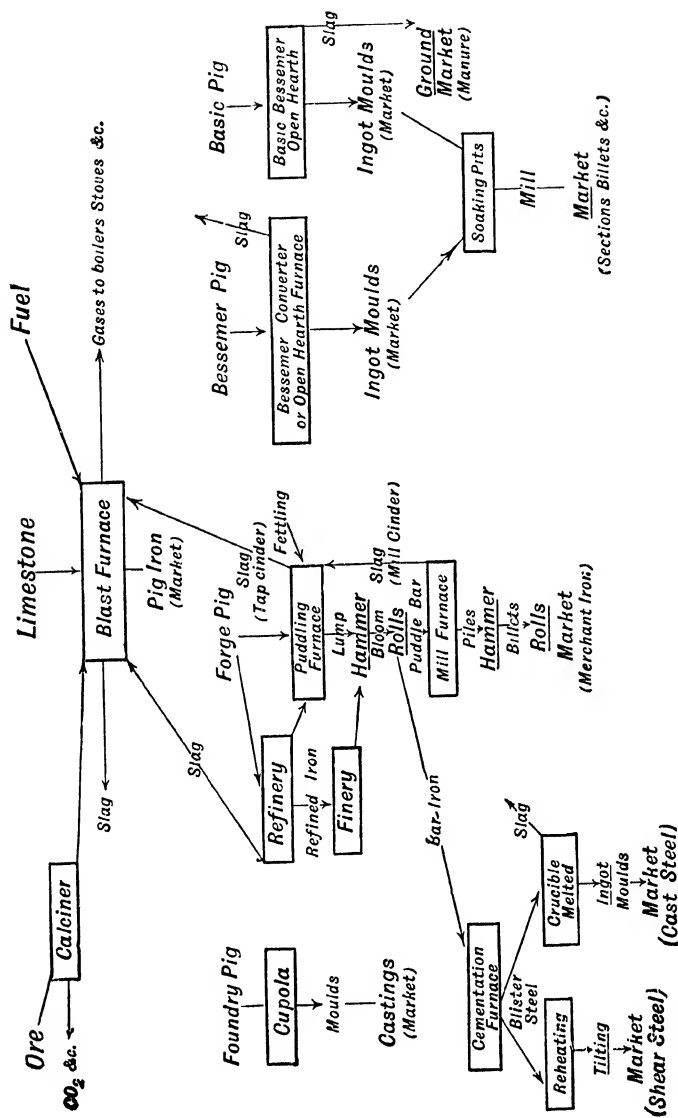 Limestone
Fuel
Ore
Calciner
CO₂ &c.
Slag
Blast Furnace
Gases to boilers Stoves &c.
Pig Iron
(Market)
Slag
Foundry Pig
Cupola
Moulds
Castings
(Market)
Forge Pig
Slag
(Tap cinder)
Fettling
Refinery
Refined Iron
Finery
Puddling
Furnace
Lump
Hammer
Bloom
Rolls
Puddle Bar
Slag
(Mill Cinder)
Mill Furnace
Piles
Hammer
Billets
Rolls
Market
(Merchant Iron)
Bar-Iron
Cementation
Furnace
Blister
Steel
Reheating
Tilting
Market
(Shear Steel)
Crucible
Melted
Slag
Ingot
Moulds
Market
(Cast Steel)
Bessemer Pig
Slag
Bessemer Converter
or Open Hearth Furnace
Ingot Moulds
(Market)
Basic Pig
Basic Bessemer
Open Hearth
Slag
Ingot Moulds
(Market)
Ground
Market
(Manure)
Soaking Pits
Mill
Market
(Sections Billets &c.)